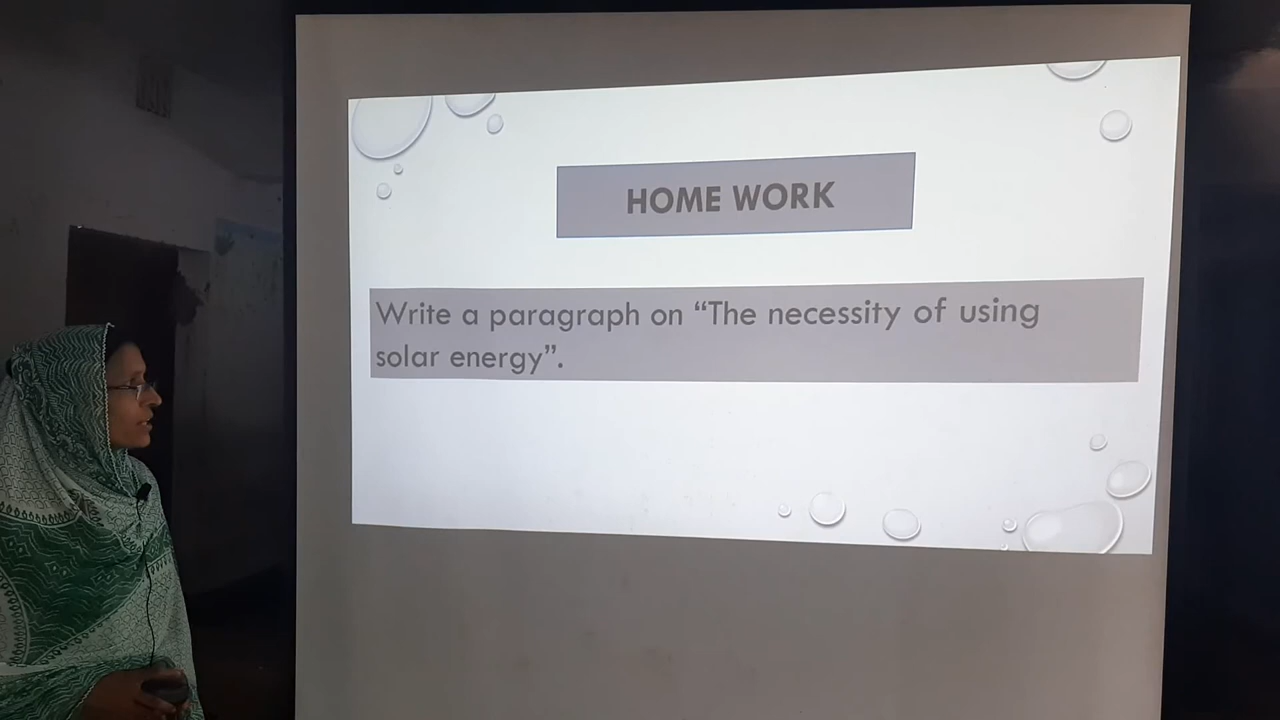 HOME WORK
Write a paragraph on “The necessity of using
solar energy”.